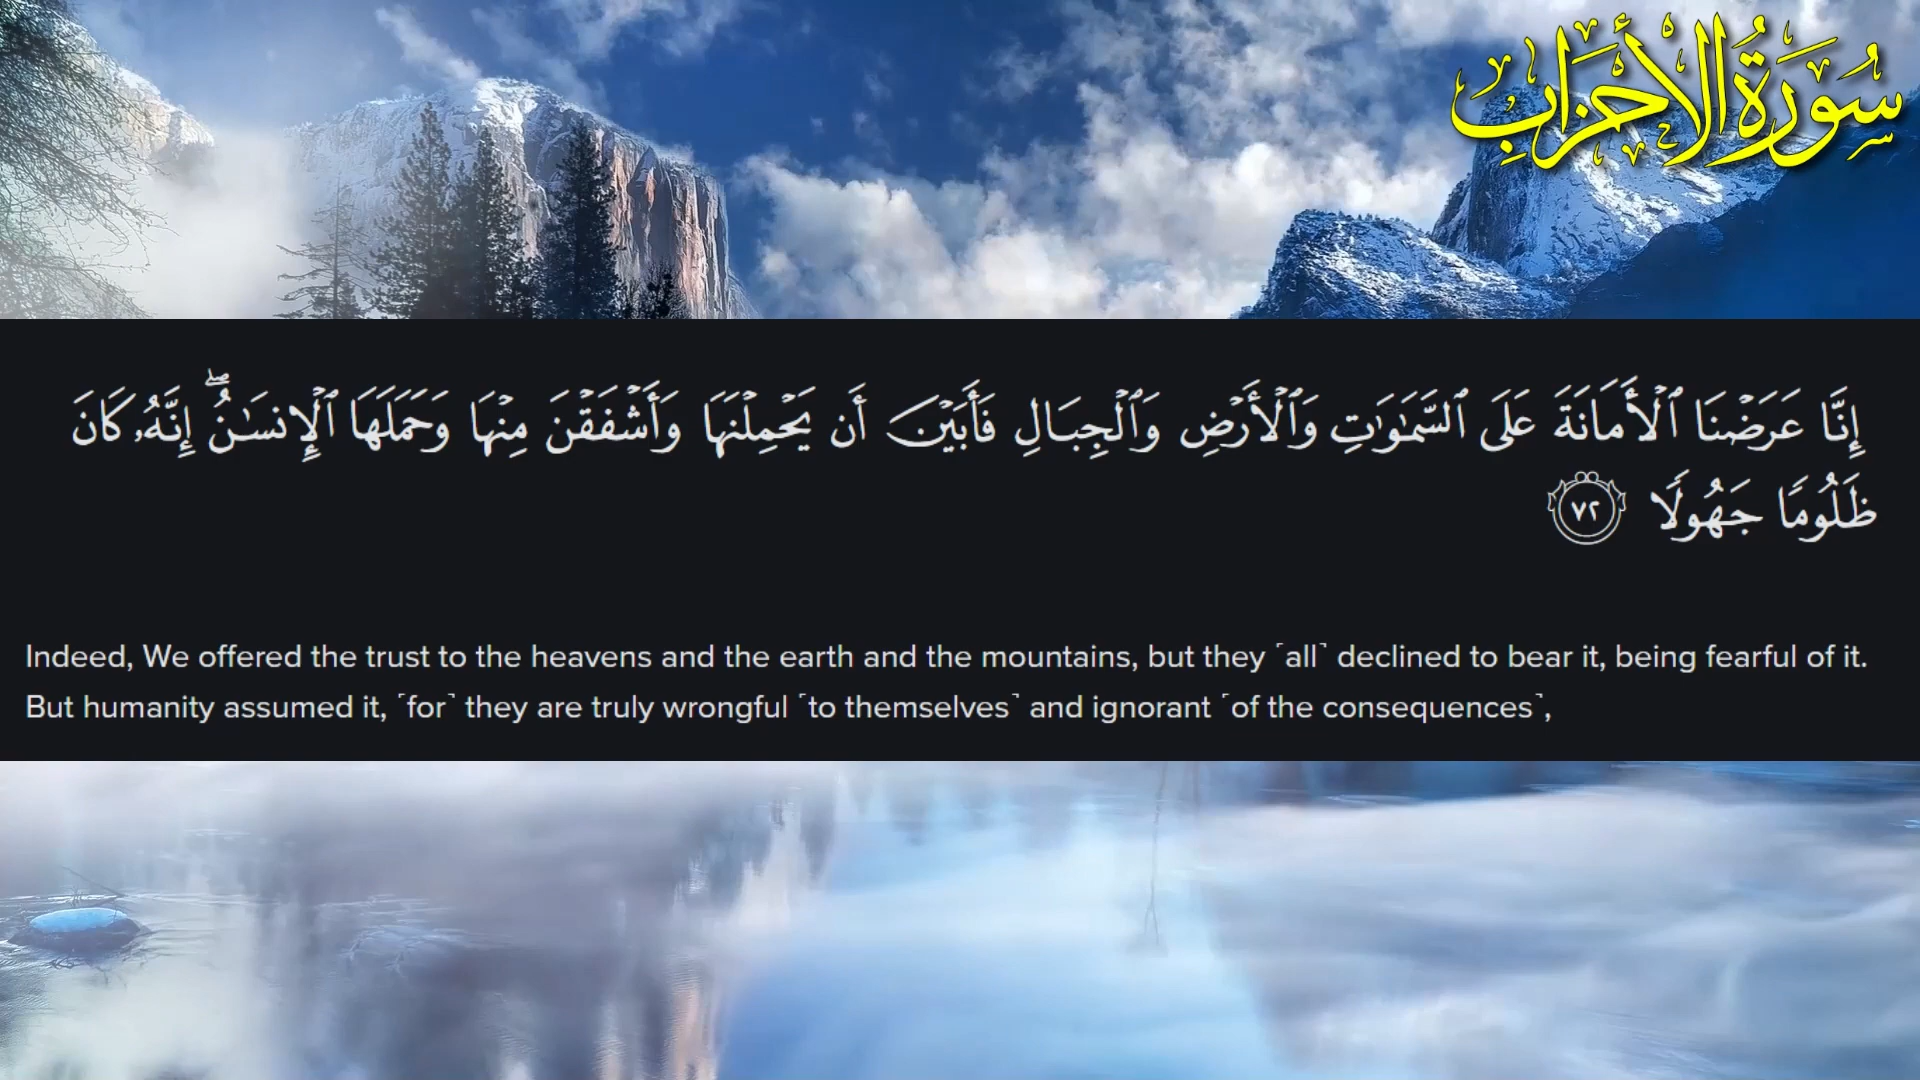 سُورَةُ الأَحْزَابِ
إِنَّا عَرَضْنَا ٱلْأَمَانَةَ عَلَى ٱلسَّمَٰوَٰتِ وَٱلْأَرْضِ وَٱلْجِبَالِ فَأَبَيْنَ أَن يَحْمِلْنَهَا وَأَشْفَقْنَ مِنْهَا وَحَمَلَهَا ٱلْإِنسَٰنُ ۖ إِنَّهُۥ كَانَ
ظَلُومًا جَهُولًا ٧٢
Indeed, We offered the trust to the heavens and the earth and the mountains, but they ˹all˺ declined to bear it, being fearful of it.
But humanity assumed it, ˹for˺ they are truly wrongful ˹to themselves˺ and ignorant ˹of the consequences˺,